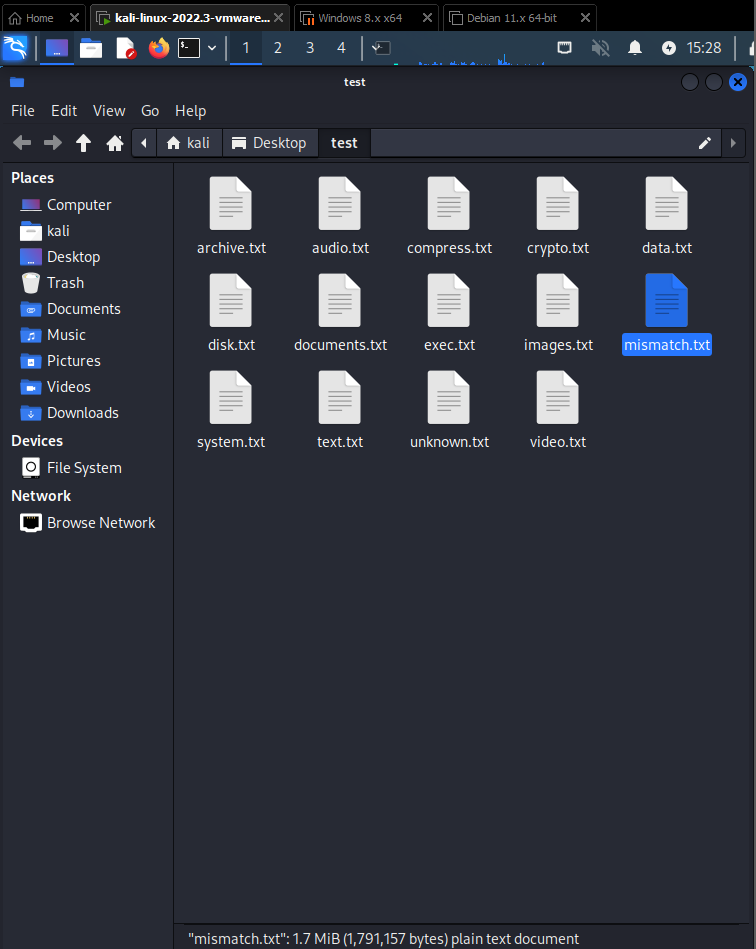 Home kali-linux-2022.3-vmware... Windows 8.x x64 Debian 11.x 64-bit
1 2 3 4 15:28
test
File Edit View Go Help
kali Desktop test
Places
Computer
kali
Desktop
Trash
Documents
Music
Pictures
Videos
Downloads
Devices
File System
Network
Browse Network
archive.txt audio.txt compress.txt crypto.txt data.txt
disk.txt documents.txt exec.txt images.txt mismatch.txt
system.txt text.txt unknown.txt video.txt
"mismatch.txt": 1.7 MiB (1,791,157 bytes) plain text document